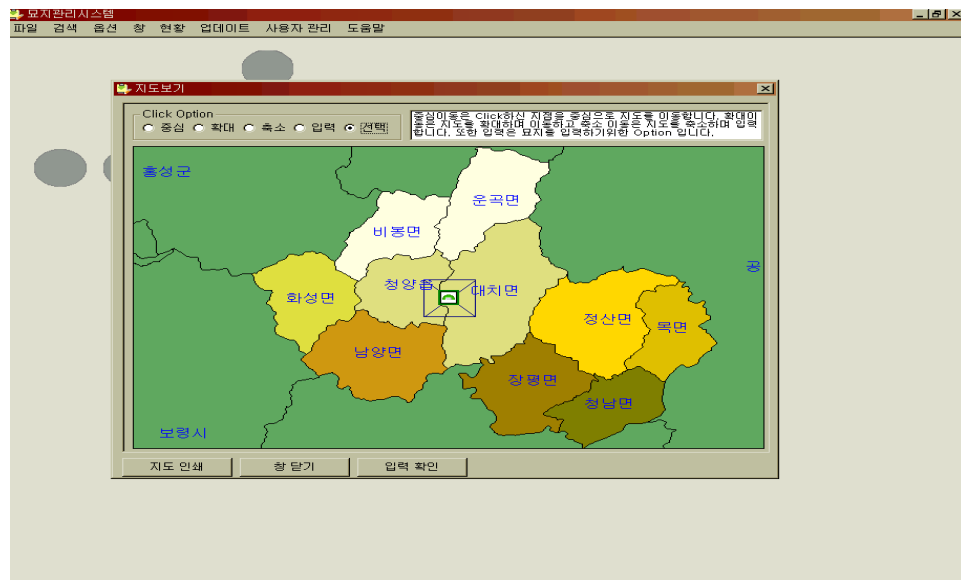 묘지관리시스템
파일 검색 옵션 창 현황 업데이트 사용자 관리 도움말
지도보기
Click Option
중심 확대 축소 입력 선택
중심이동은 Click하신 지점을 중심으로 지도를 이동합니다, 확대이
동은 지도를 확대하며 이동하고 축소 이동은 지도를 축소하며 입력
합니다. 또한 입력은 묘지를 입력하기위한 Option 입니다.
홍성군
운곡면
비봉면
공
청양읍
대치면
화성면
정산면
목면
남양면
장평면
청남면
보령시
지도 인쇄 창 닫기 입력 확인